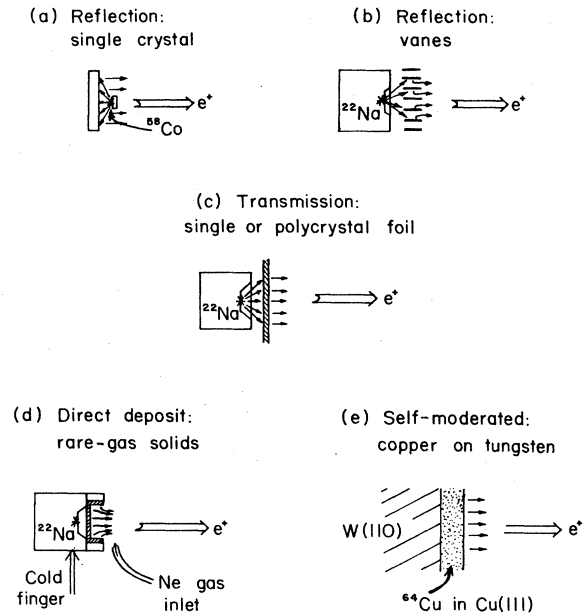 (a) Reflection:
single crystal
⁵⁸Co
e⁺
(b) Reflection:
vanes
²²Na
e⁺
(c) Transmission:
single or polycrystal foil
²²Na
e⁺
(d) Direct deposit:
rare-gas solids
²²Na
e⁺
Cold
finger
Ne gas
inlet
(e) Self-moderated:
copper on tungsten
W(110)
e⁺
⁶⁴Cu in Cu(111)